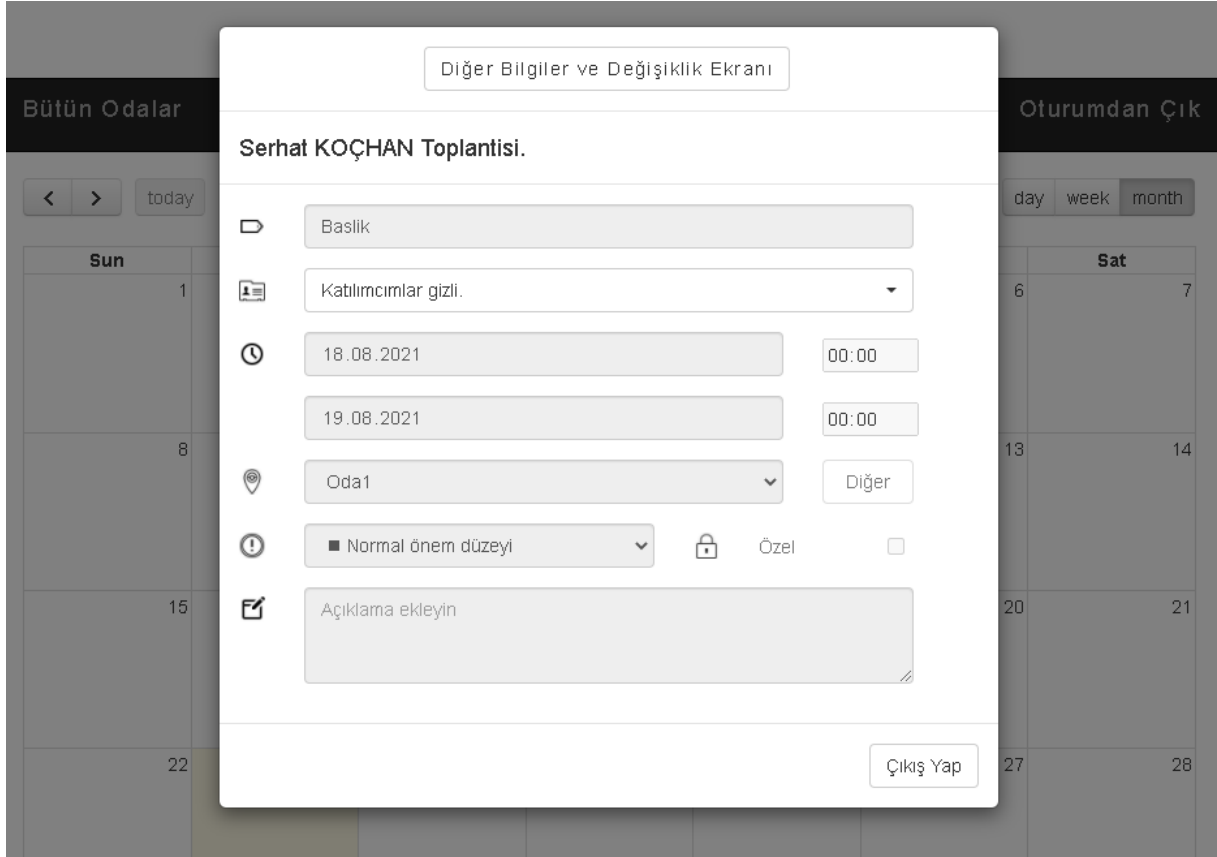 Diğer Bilgiler ve Değişiklik Ekranı
Bütün Odalar
Oturumdan Çık
Serhat KOÇHAN Toplantisi.
today
day week month
Sun
Sat
Baslik
1
6
7
Katılımcımlar gizli.
18.08.2021
00:00
19.08.2021
00:00
8
13
14
Oda1
Diğer
■ Normal önem düzeyi
Özel
15
20
21
Açıklama ekleyin
22
27
28
Çıkış Yap